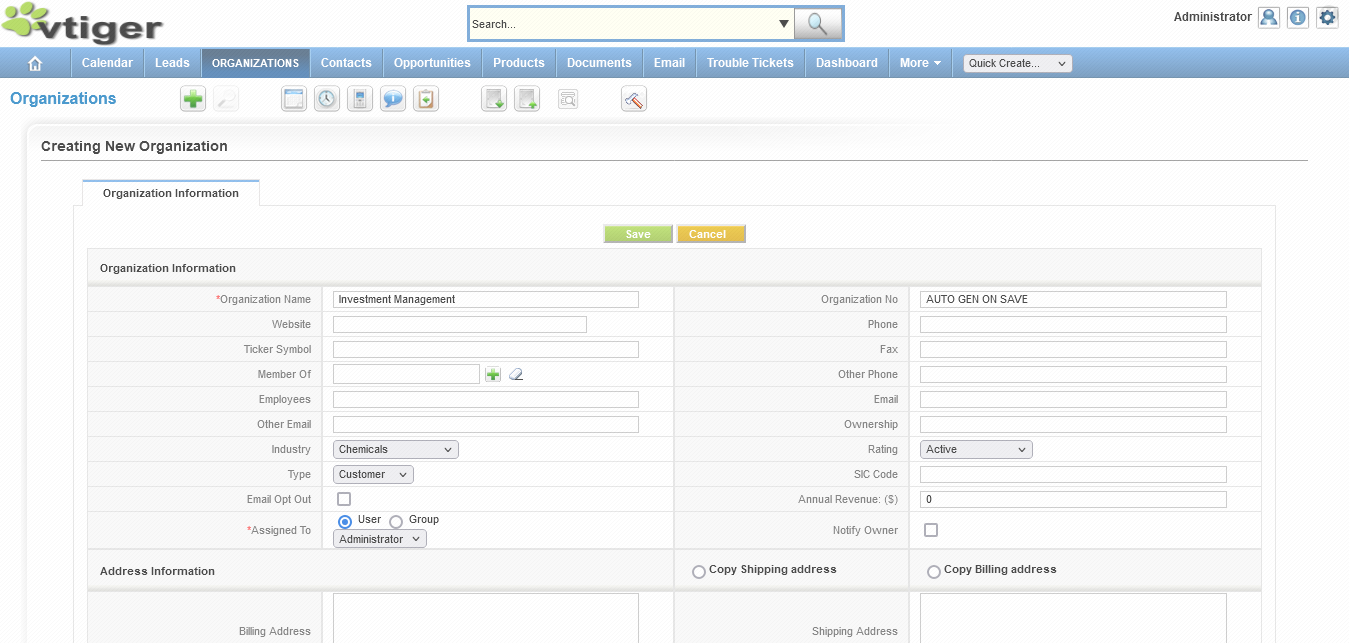 vtiger
Search...
Administrator
Calendar Leads ORGANIZATIONS Contacts Opportunities Products Documents Email Trouble Tickets Dashboard More Quick Create...
Organizations
Creating New Organization
Organization Information
Save Cancel
Organization Information
*Organization Name Investment Management Organization No AUTO GEN ON SAVE
Website Phone
Ticker Symbol Fax
Member Of Other Phone
Employees Email
Other Email Ownership
Industry Chemicals Rating Active
Type Customer SIC Code
Email Opt Out Annual Revenue: ($) 0
User Group
*Assigned To Notify Owner
Administrator
Address Information Copy Shipping address Copy Billing address
Billing Address Shipping Address